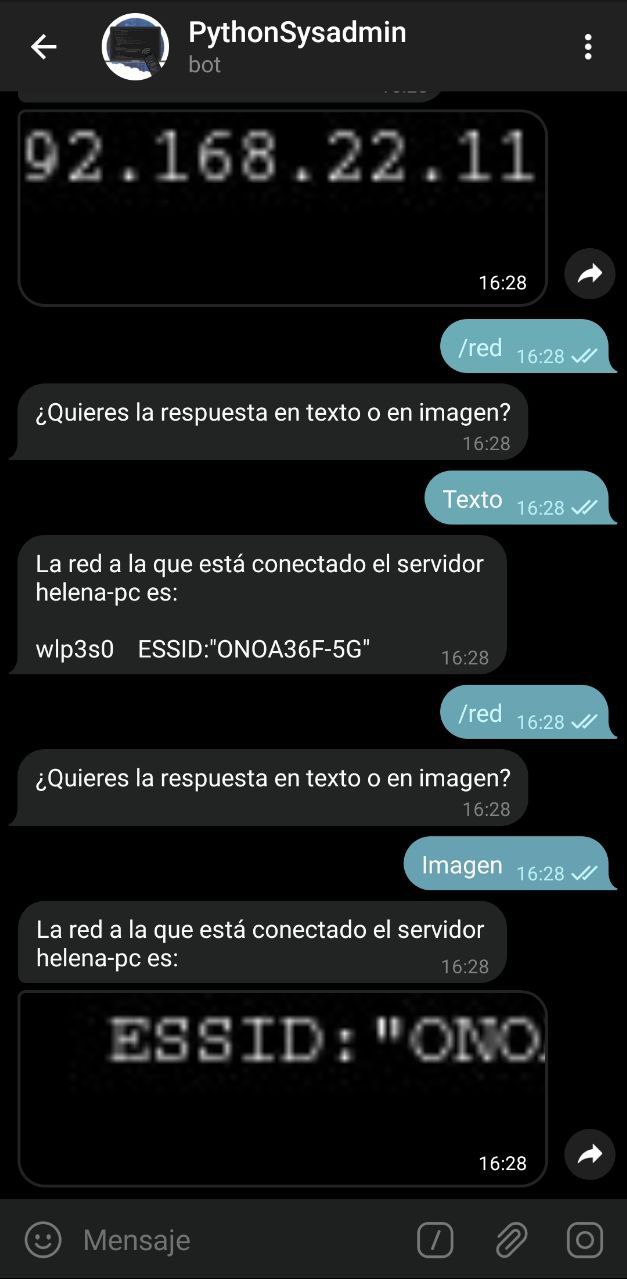 PythonSysadmin
bot
92.168.22.11
16:28
/red 16:28
¿Quieres la respuesta en texto o en imagen?
16:28
Texto 16:28
La red a la que está conectado el servidor
helena-pc es:
wlp3s0 ESSID:"ONOA36F-5G"
16:28
/red 16:28
¿Quieres la respuesta en texto o en imagen?
16:28
Imagen 16:28
La red a la que está conectado el servidor
helena-pc es:
16:28
ESSID:"ONO
16:28
Mensaje